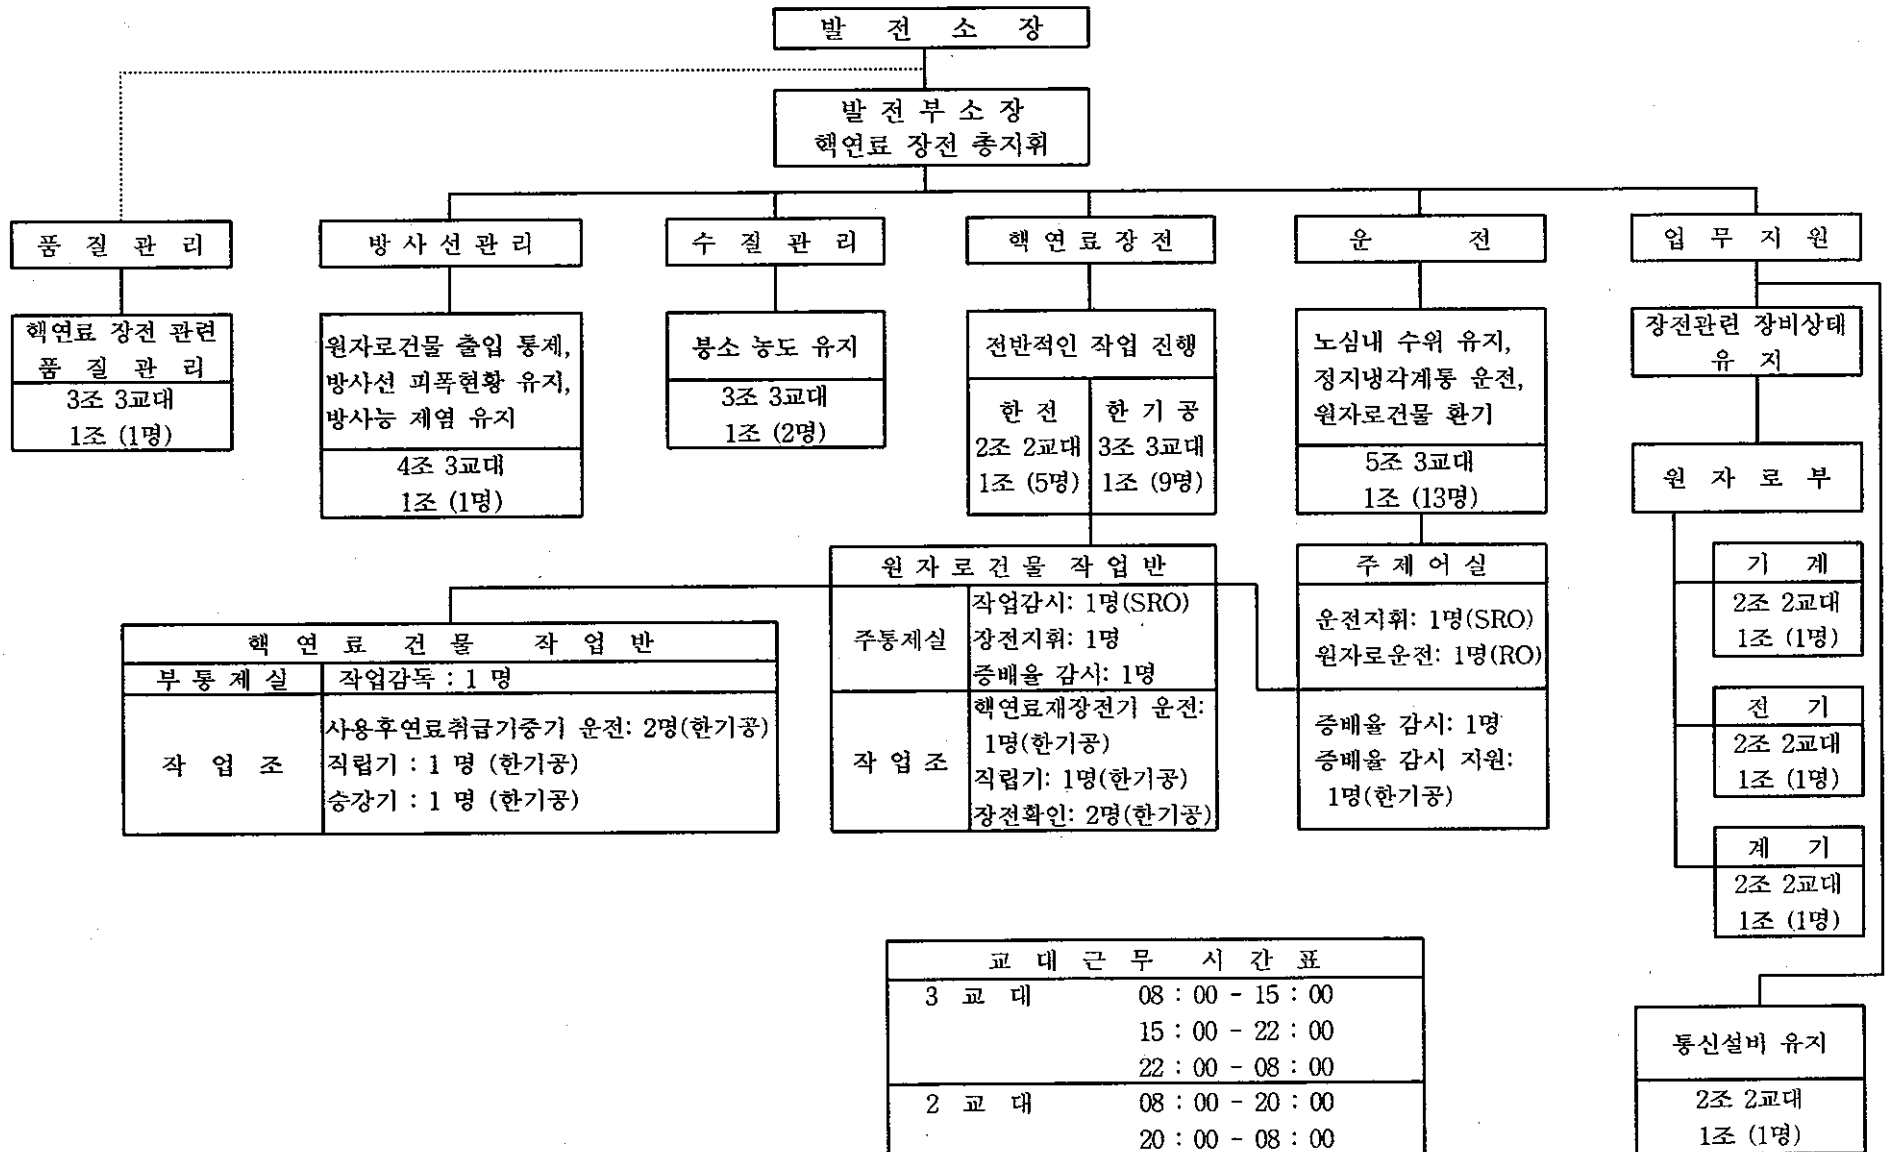 발 전 소 장
발 전 부 소 장
핵연료 장전 총지휘
품 질 관 리
핵연료 장전 관련
품 질 관 리
3조 3교대
1조 (1명)
방 사 선 관 리
원자로건물 출입 통제,
방사선 피폭현황 유지,
방사능 제염 유지
4조 3교대
1조 (1명)
수 질 관 리
붕소 농도 유지
3조 3교대
1조 (2명)
핵 연 료 장 전
전반적인 작업 진행
한 전
2조 2교대
1조 (5명)
한 기 공
3조 3교대
1조 (9명)
운 전
노심내 수위 유지,
정지냉각계통 운전,
원자로건물 환기
5조 3교대
1조 (13명)
업 무 지 원
장전관련 장비상태
유 지
원 자 로 부
기 계
2조 2교대
1조 (1명)
전 기
2조 2교대
1조 (1명)
계 기
2조 2교대
1조 (1명)
통신설비 유지
2조 2교대
1조 (1명)
핵 연 료 건 물 작 업 반
부 통 제 실 작업감독 : 1 명
작 업 조
사용후연료취급기중기 운전: 2명(한기공)
직립기 : 1 명 (한기공)
승강기 : 1 명 (한기공)
원 자 로 건 물 작 업 반
주통제실
작업감시: 1명(SRO)
장전지휘: 1명
증배율 감시: 1명
작 업 조
핵연료재장전기 운전:
1명(한기공)
직립기: 1명(한기공)
장전확인: 2명(한기공)
주 제 어 실
운전지휘: 1명(SRO)
원자로운전: 1명(RO)
증배율 감시: 1명
증배율 감시 지원:
1명(한기공)
교 대 근 무 시 간 표
3 교 대 08 : 00 - 15 : 00
15 : 00 - 22 : 00
22 : 00 - 08 : 00
2 교 대 08 : 00 - 20 : 00
20 : 00 - 08 : 00